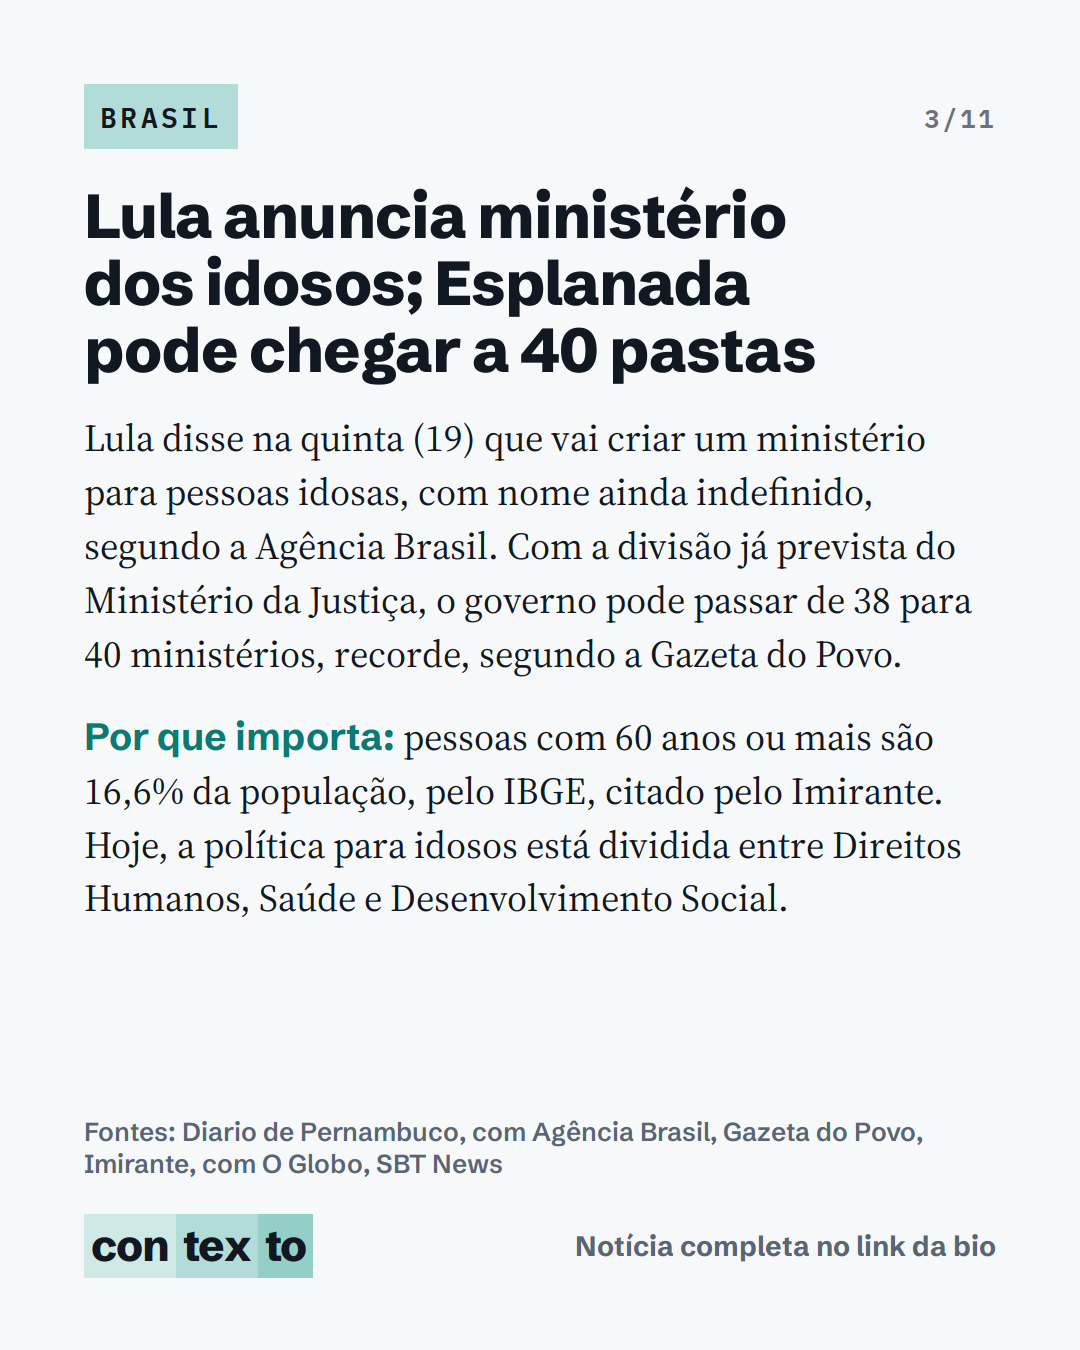 BRASIL
3/11
Lula anuncia ministério
dos idosos; Esplanada
pode chegar a 40 pastas
Lula disse na quinta (19) que vai criar um ministério
para pessoas idosas, com nome ainda indefinido,
segundo a Agência Brasil. Com a divisão já prevista do
Ministério da Justiça, o governo pode passar de 38 para
40 ministérios, recorde, segundo a Gazeta do Povo.
Por que importa: pessoas com 60 anos ou mais são
16,6% da população, pelo IBGE, citado pelo Imirante.
Hoje, a política para idosos está dividida entre Direitos
Humanos, Saúde e Desenvolvimento Social.
Fontes: Diario de Pernambuco, com Agência Brasil, Gazeta do Povo,
Imirante, com O Globo, SBT News
con tex to
Notícia completa no link da bio